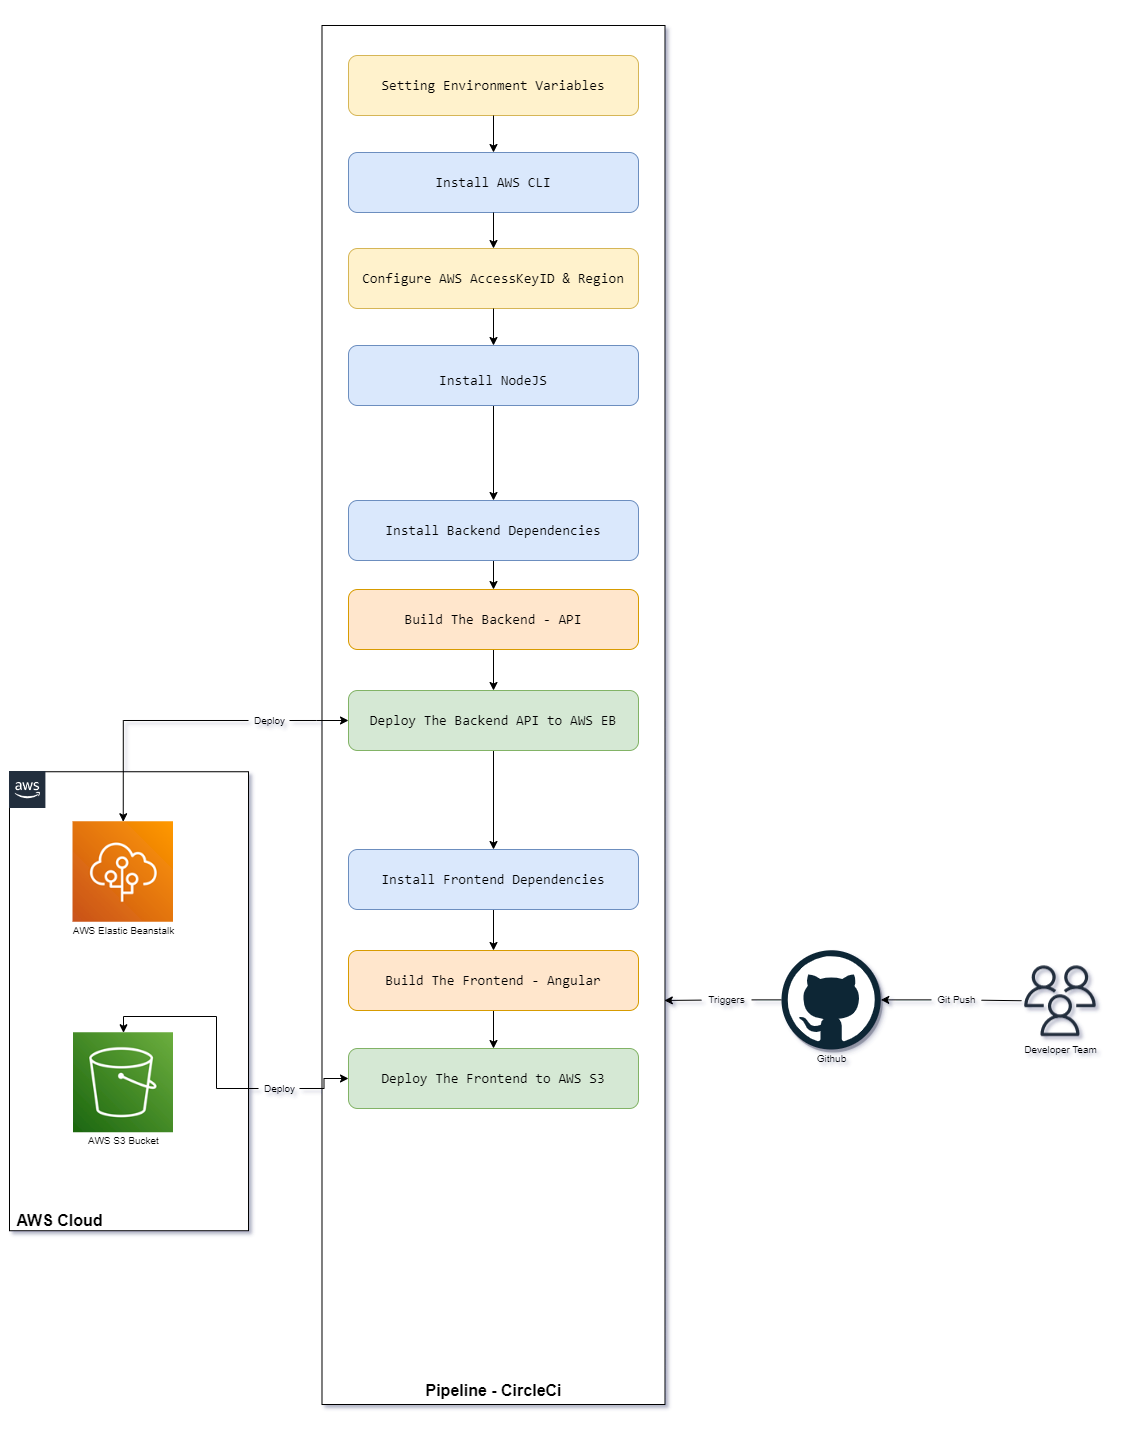 Setting Environment Variables
Install AWS CLI
Configure AWS AccessKeyID & Region
Install NodeJS
Install Backend Dependencies
Build The Backend - API
Deploy The Backend API to AWS EB
Deploy
aws
AWS Elastic Beanstalk
Install Frontend Dependencies
Build The Frontend - Angular
Triggers
Git Push
Github
Developer Team
Deploy The Frontend to AWS S3
Deploy
AWS S3 Bucket
AWS Cloud
Pipeline - CircleCi